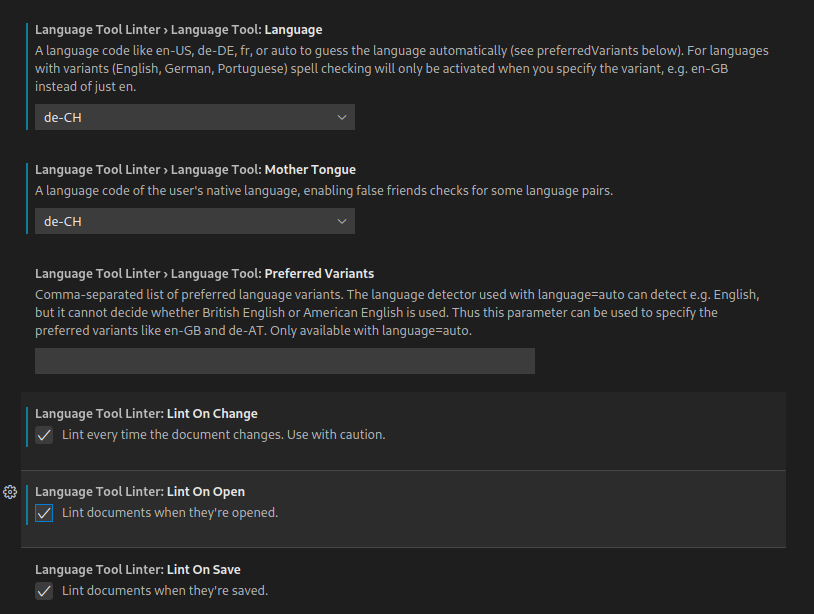 Language Tool Linter › Language Tool: Language
A language code like en-US, de-DE, fr, or auto to guess the language automatically (see preferredVariants below). For languages
with variants (English, German, Portuguese) spell checking will only be activated when you specify the variant, e.g. en-GB
instead of just en.
de-CH
Language Tool Linter › Language Tool: Mother Tongue
A language code of the user's native language, enabling false friends checks for some language pairs.
de-CH
Language Tool Linter › Language Tool: Preferred Variants
Comma-separated list of preferred language variants. The language detector used with language=auto can detect e.g. English,
but it cannot decide whether British English or American English is used. Thus this parameter can be used to specify the
preferred variants like en-GB and de-AT. Only available with language=auto.
Language Tool Linter: Lint On Change
Lint every time the document changes. Use with caution.
Language Tool Linter: Lint On Open
Lint documents when they're opened.
Language Tool Linter: Lint On Save
Lint documents when they're saved.